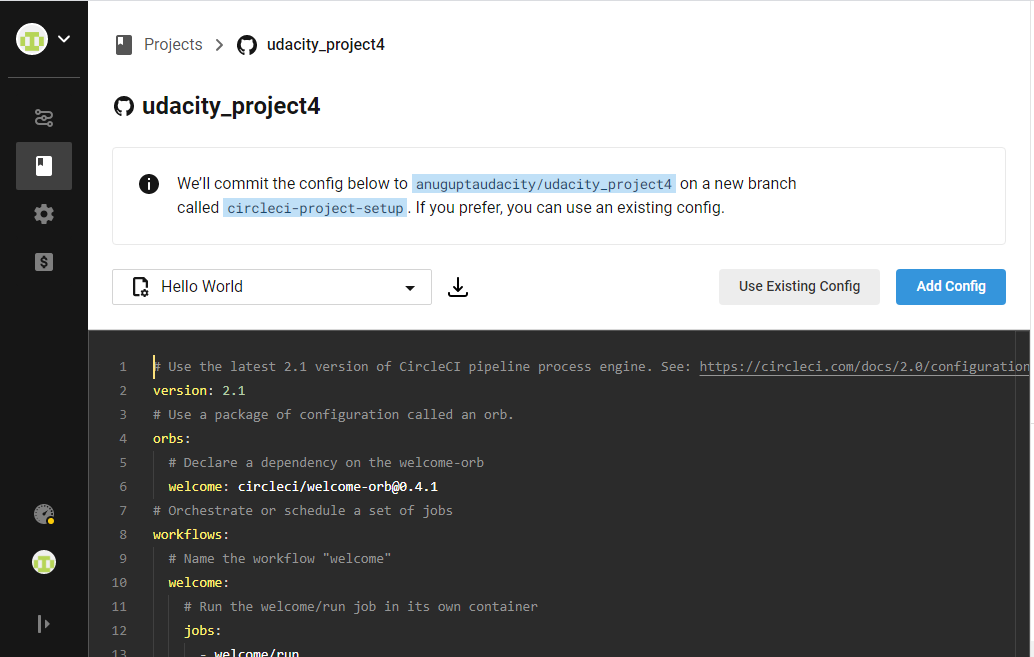 Projects > udacity_project4
udacity_project4
We'll commit the config below to anuguptaudacity/udacity_project4 on a new branch
called circleci-project-setup. If you prefer, you can use an existing config.
Hello World
Use Existing Config
Add Config
1 # Use the latest 2.1 version of CircleCI pipeline process engine. See: https://circleci.com/docs/2.0/configuration
2 version: 2.1
3 # Use a package of configuration called an orb.
4 orbs:
5 # Declare a dependency on the welcome-orb
6 welcome: circleci/welcome-orb@0.4.1
7 # Orchestrate or schedule a set of jobs
8 workflows:
9 # Name the workflow "welcome"
10 welcome:
11 # Run the welcome/run job in its own container
12 jobs:
13 - welcome/run